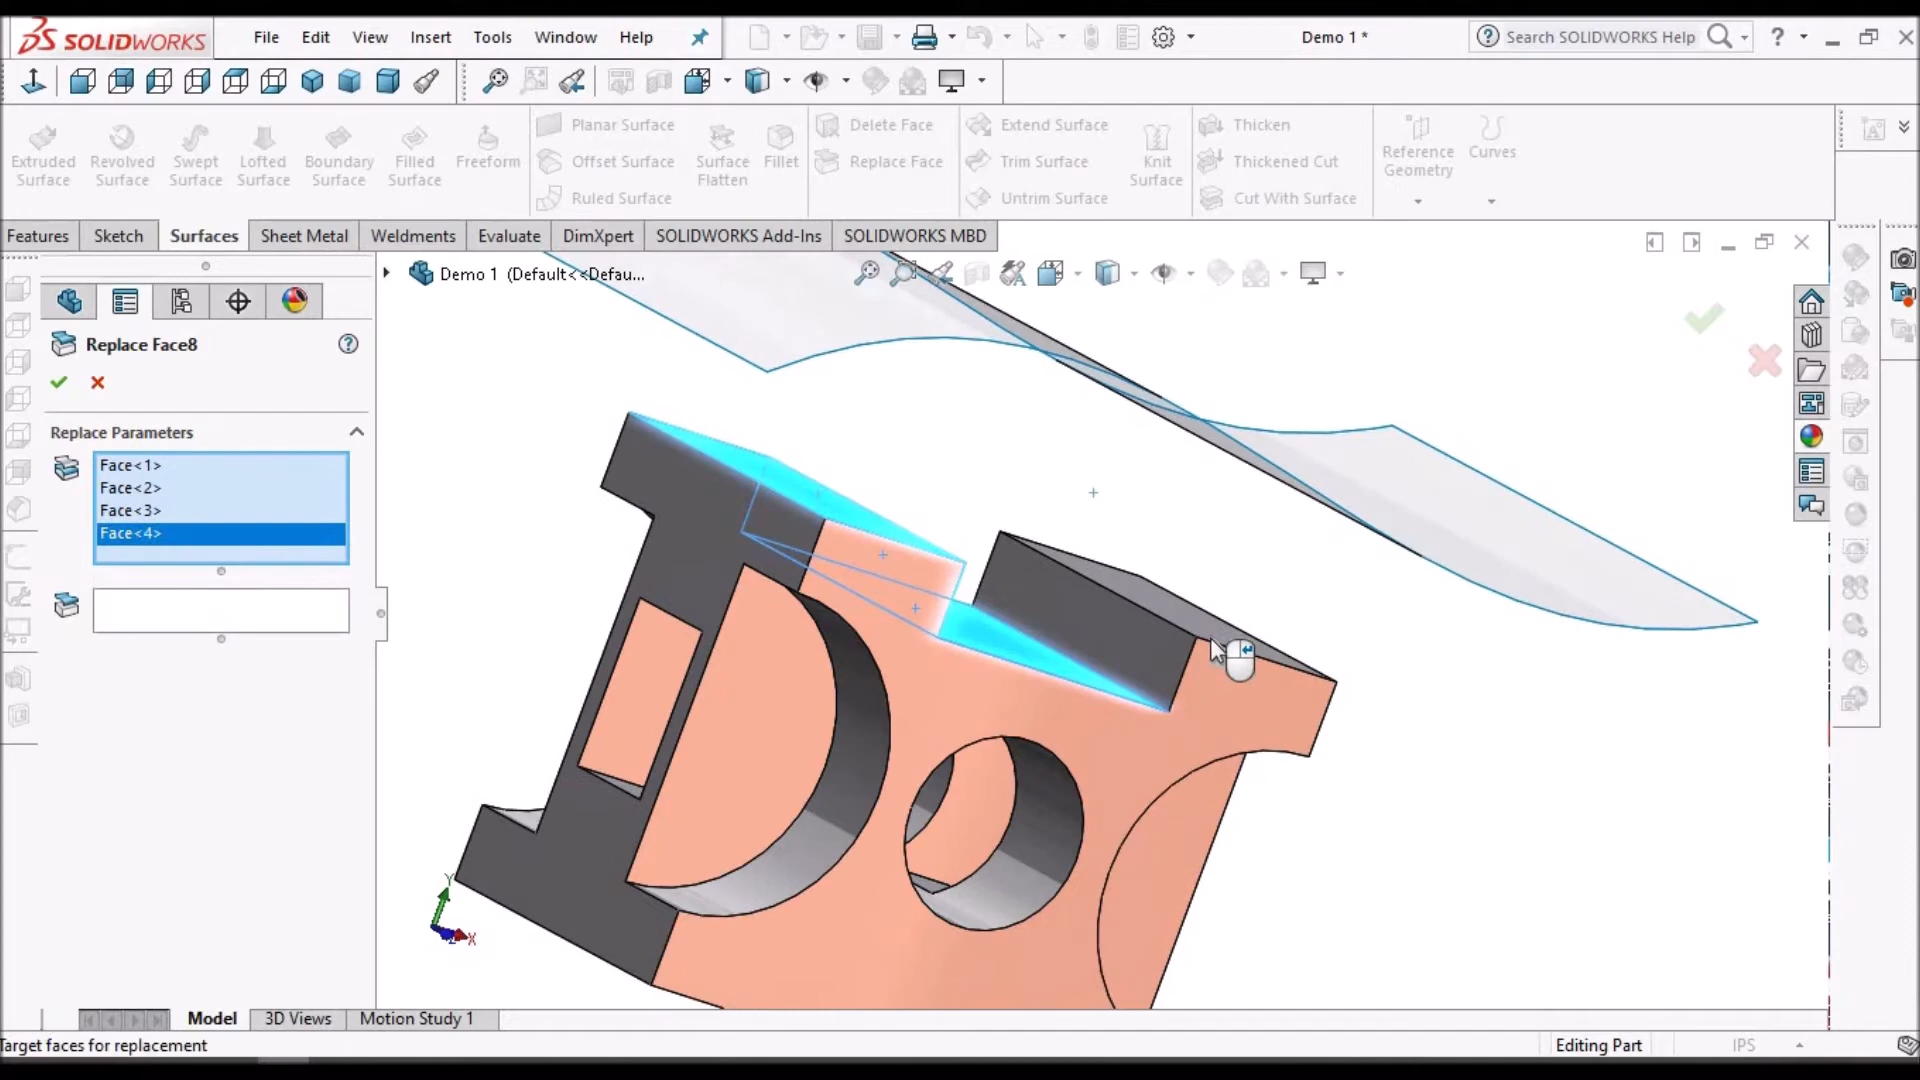 SOLIDWORKS File Edit View Insert Tools Window Help Demo 1 * Search SOLIDWORKS Help ?
Extruded Surface
Revolved Surface
Swept Surface
Lofted Surface
Boundary Surface
Filled Surface
Freeform
Planar Surface
Offset Surface
Ruled Surface
Surface Flatten
Fillet
Delete Face
Replace Face
Extend Surface
Trim Surface
Untrim Surface
Knit Surface
Thicken
Thickened Cut
Cut With Surface
Reference Geometry
Curves
Features Sketch Surfaces Sheet Metal Weldments Evaluate DimXpert SOLIDWORKS Add-Ins SOLIDWORKS MBD
Demo 1 (Default<<Defau...
Replace Face8
Replace Parameters
Face<1>
Face<2>
Face<3>
Face<4>
Y
Z
X
Model 3D Views Motion Study 1
Target faces for replacement Editing Part IPS